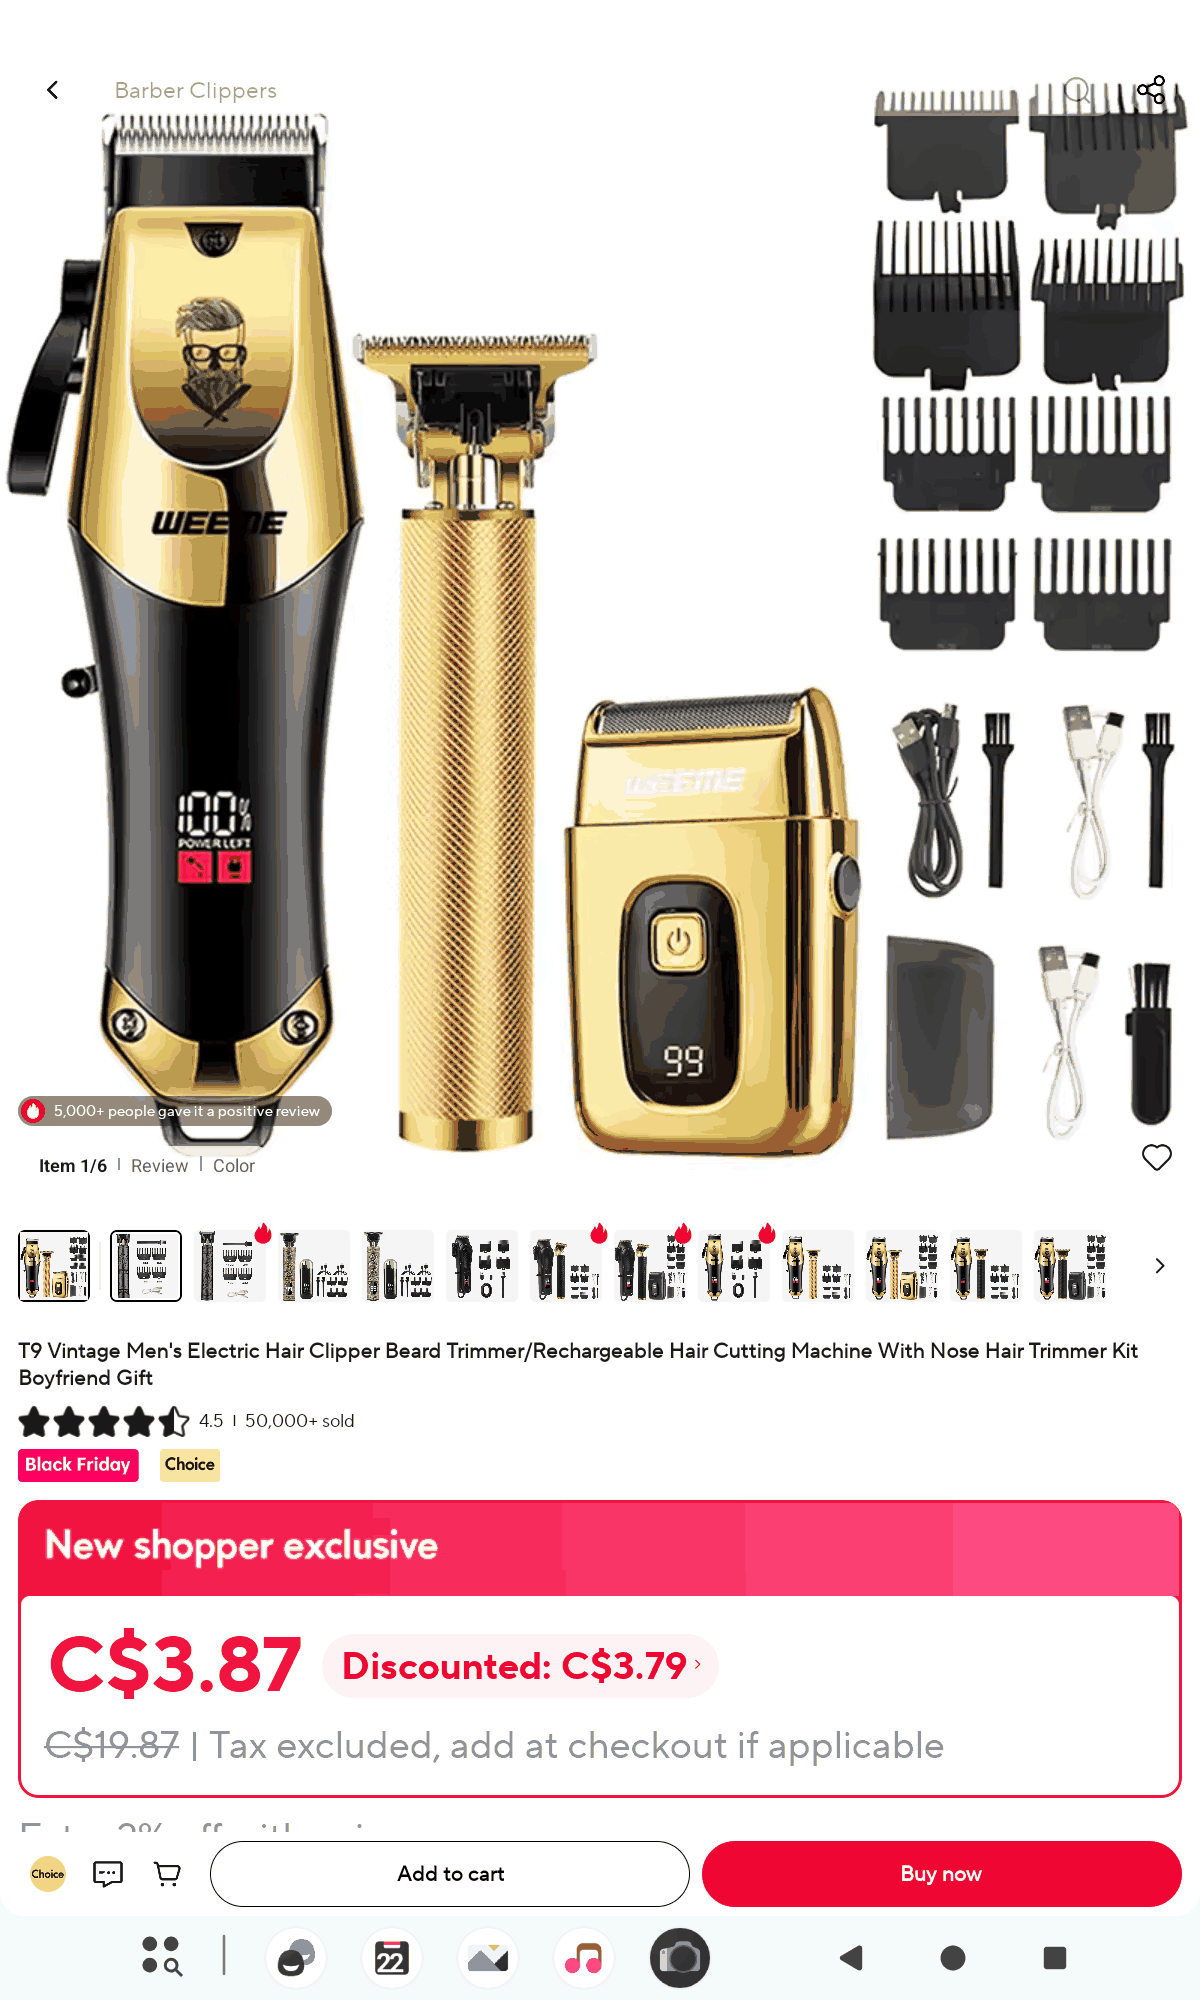 Barber Clippers
WEEME
100%
POWER LEFT
WEEME
99
5,000+ people gave it a positive review
Item 1/6 | Review | Color
T9 Vintage Men's Electric Hair Clipper Beard Trimmer/Rechargeable Hair Cutting Machine With Nose Hair Trimmer Kit
Boyfriend Gift
4.5 | 50,000+ sold
Black Friday Choice
New shopper exclusive
C$3.87 Discounted: C$3.79 ›
C$19.87 | Tax excluded, add at checkout if applicable
Choice Add to cart Buy now
22